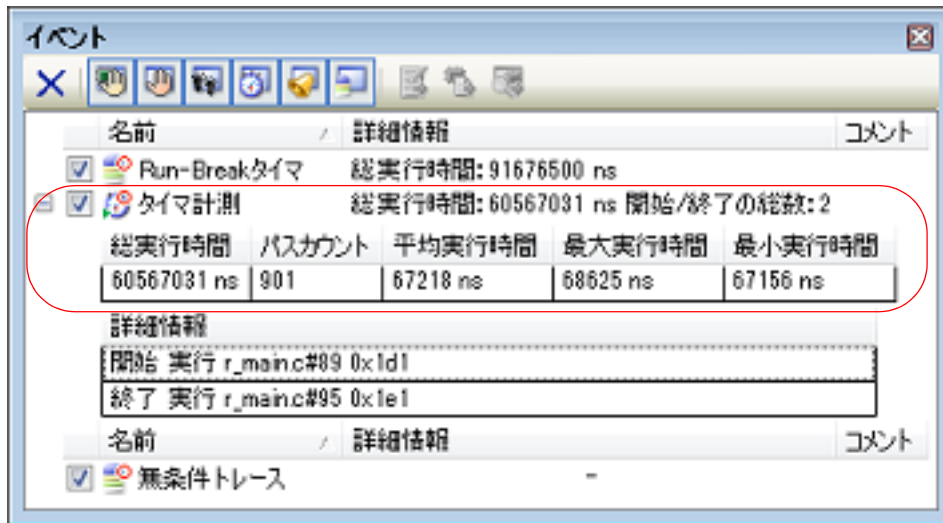 イベント
名前 詳細情報 コメント
Run-Breakタイマ 総実行時間: 91676500 ns
タイマ計測 総実行時間: 60567031 ns 開始/終了の総数: 2
総実行時間 パスカウント 平均実行時間 最大実行時間 最小実行時間
60567031 ns 901 67218 ns 68625 ns 67156 ns
詳細情報
開始 実行 r_main.c#89 0x1d1
終了 実行 r_main.c#95 0x1e1
名前 詳細情報 コメント
無条件トレース -